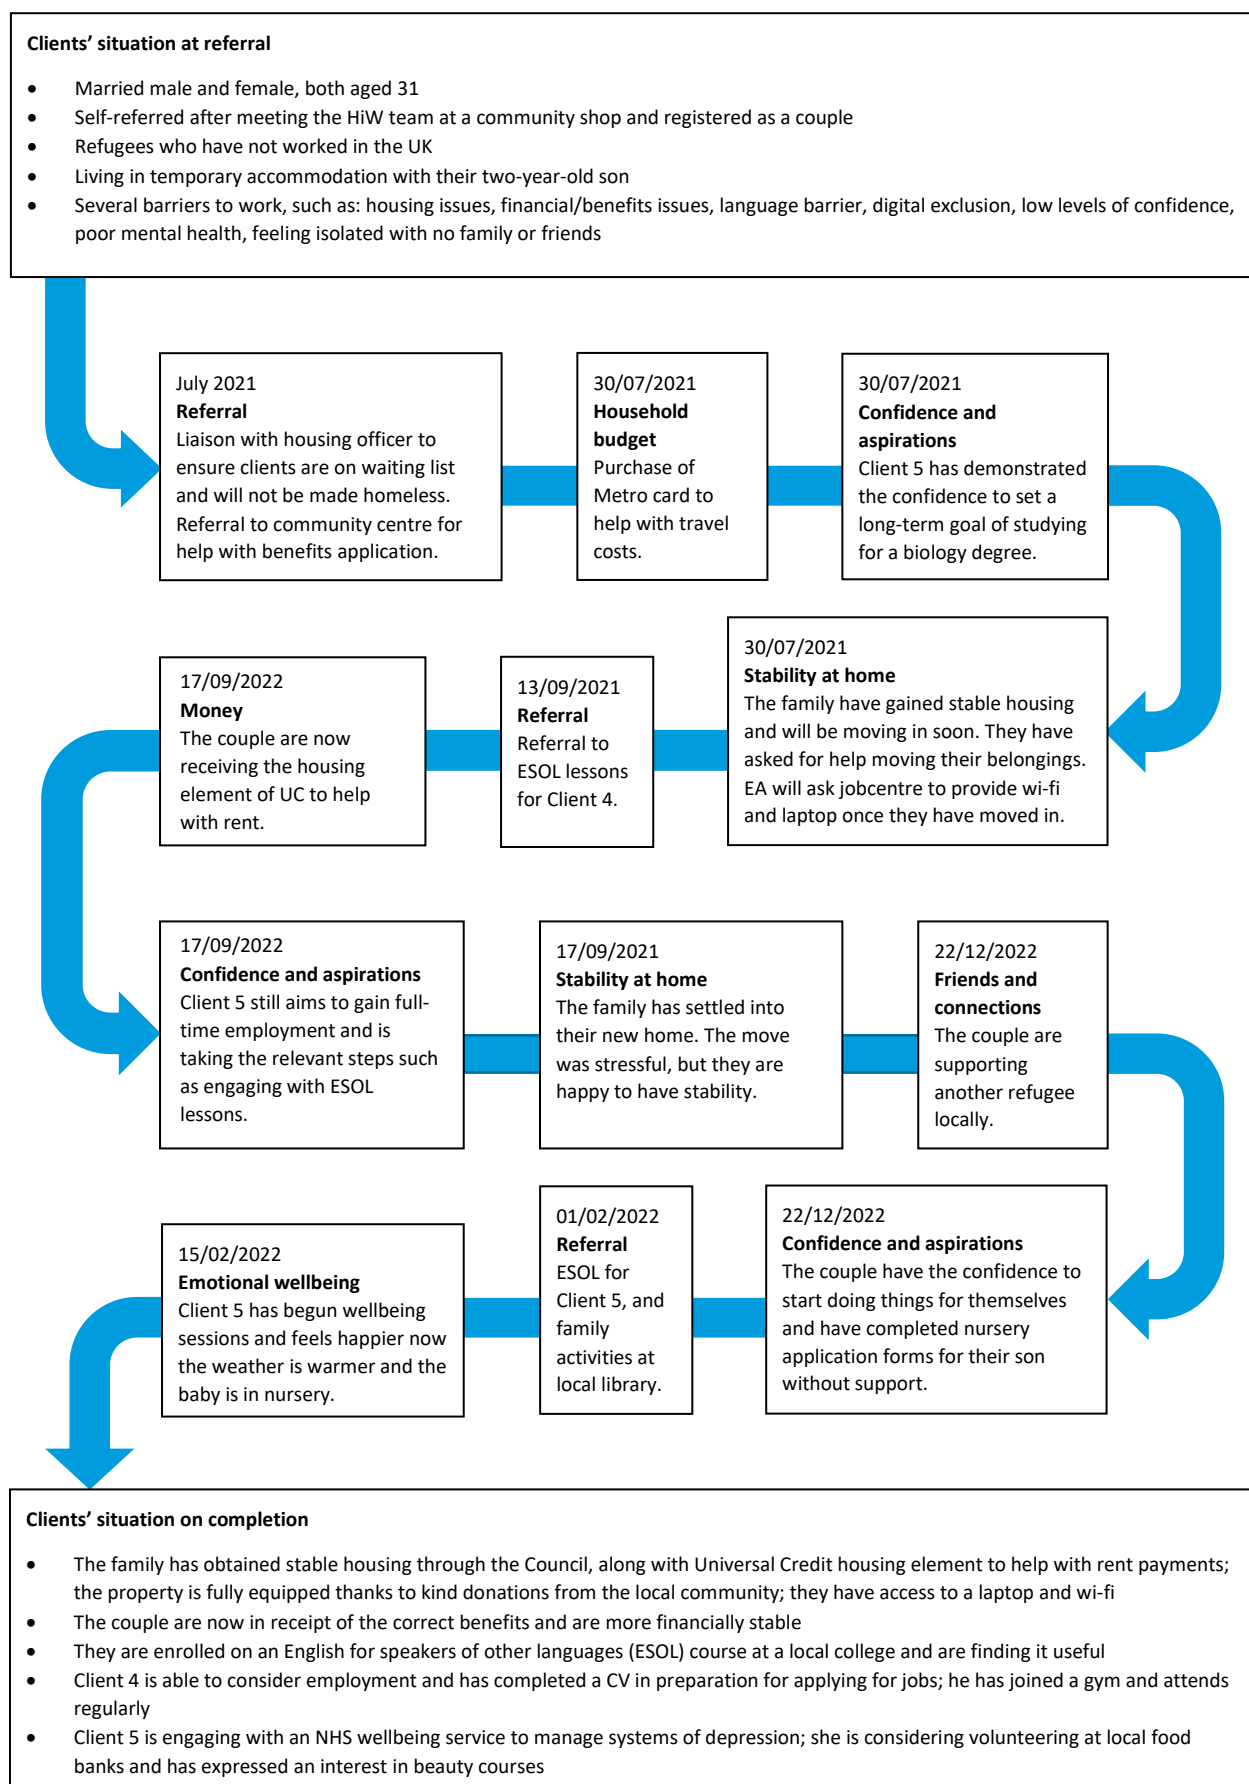 Clients’ situation at referral
• Married male and female, both aged 31
• Self-referred after meeting the HiW team at a community shop and registered as a couple
• Refugees who have not worked in the UK
• Living in temporary accommodation with their two-year-old son
• Several barriers to work, such as: housing issues, financial/benefits issues, language barrier, digital exclusion, low levels of confidence,
poor mental health, feeling isolated with no family or friends
July 2021
Referral
Liaison with housing officer to
ensure clients are on waiting list
and will not be made homeless.
Referral to community centre for
help with benefits application.
30/07/2021
Household
budget
Purchase of
Metro card to
help with travel
costs.
30/07/2021
Confidence and
aspirations
Client 5 has demonstrated
the confidence to set a
long-term goal of studying
for a biology degree.
30/07/2021
Stability at home
The family have gained stable housing
and will be moving in soon. They have
asked for help moving their belongings.
EA will ask jobcentre to provide wi-fi
and laptop once they have moved in.
13/09/2021
Referral
Referral to
ESOL lessons
for Client 4.
17/09/2022
Money
The couple are now
receiving the housing
element of UC to help
with rent.
17/09/2022
Confidence and aspirations
Client 5 still aims to gain full-
time employment and is
taking the relevant steps such
as engaging with ESOL
lessons.
17/09/2021
Stability at home
The family has settled into
their new home. The move
was stressful, but they are
happy to have stability.
22/12/2022
Friends and
connections
The couple are
supporting
another refugee
locally.
22/12/2022
Confidence and aspirations
The couple have the confidence to
start doing things for themselves
and have completed nursery
application forms for their son
without support.
01/02/2022
Referral
ESOL for
Client 5, and
family
activities at
local library.
15/02/2022
Emotional wellbeing
Client 5 has begun wellbeing
sessions and feels happier now
the weather is warmer and the
baby is in nursery.
Clients’ situation on completion
• The family has obtained stable housing through the Council, along with Universal Credit housing element to help with rent payments;
the property is fully equipped thanks to kind donations from the local community; they have access to a laptop and wi-fi
• The couple are now in receipt of the correct benefits and are more financially stable
• They are enrolled on an English for speakers of other languages (ESOL) course at a local college and are finding it useful
• Client 4 is able to consider employment and has completed a CV in preparation for applying for jobs; he has joined a gym and attends
regularly
• Client 5 is engaging with an NHS wellbeing service to manage systems of depression; she is considering volunteering at local food
banks and has expressed an interest in beauty courses